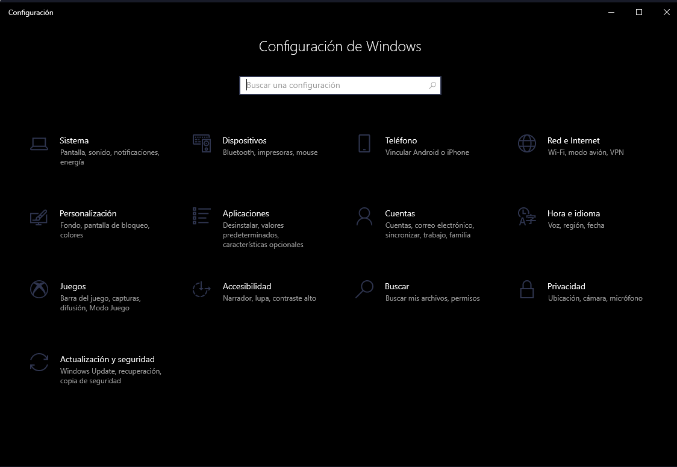 Configuración
Configuración de Windows
Buscar una configuración
Sistema
Pantalla, sonido, notificaciones,
energía
Dispositivos
Bluetooth, impresoras, mouse
Teléfono
Vincular Android o iPhone
Red e Internet
Wi-Fi, modo avión, VPN
Personalización
Fondo, pantalla de bloqueo,
colores
Aplicaciones
Desinstalar, valores
predeterminados,
características opcionales
Cuentas
Cuentas, correo electrónico,
sincronizar, trabajo, familia
Hora e idioma
Voz, región, fecha
Juegos
Barra del juego, capturas,
difusión, Modo Juego
Accesibilidad
Narrador, lupa, contraste alto
Buscar
Buscar mis archivos, permisos
Privacidad
Ubicación, cámara, micrófono
Actualización y seguridad
Windows Update, recuperación,
copia de seguridad